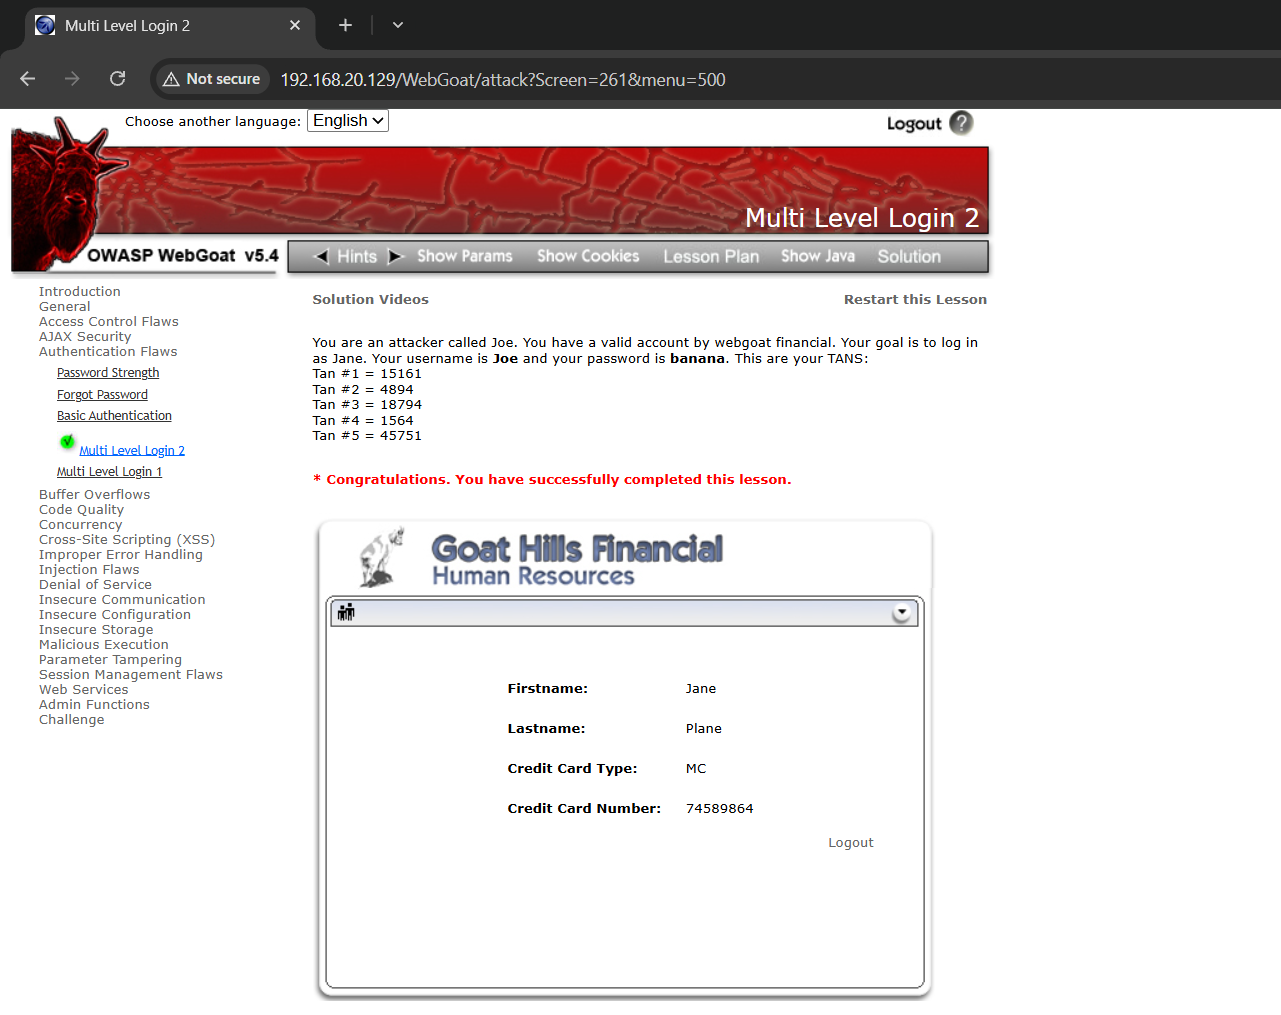 Multi Level Login 2
Not secure 192.168.20.129/WebGoat/attack?Screen=261&menu=500
Choose another language: English
Logout ?
Multi Level Login 2
OWASP WebGoat v5.4
Hints Show Params Show Cookies Lesson Plan Show Java Solution
Introduction
General
Access Control Flaws
AJAX Security
Authentication Flaws
Password Strength
Forgot Password
Basic Authentication
Multi Level Login 2
Multi Level Login 1
Buffer Overflows
Code Quality
Concurrency
Cross-Site Scripting (XSS)
Improper Error Handling
Injection Flaws
Denial of Service
Insecure Communication
Insecure Configuration
Insecure Storage
Malicious Execution
Parameter Tampering
Session Management Flaws
Web Services
Admin Functions
Challenge
Solution Videos Restart this Lesson
You are an attacker called Joe. You have a valid account by webgoat financial. Your goal is to log in
as Jane. Your username is Joe and your password is banana. This are your TANS:
Tan #1 = 15161
Tan #2 = 4894
Tan #3 = 18794
Tan #4 = 1564
Tan #5 = 45751
* Congratulations. You have successfully completed this lesson.
Goat Hills Financial
Human Resources
Firstname: Jane
Lastname: Plane
Credit Card Type: MC
Credit Card Number: 74589864
Logout